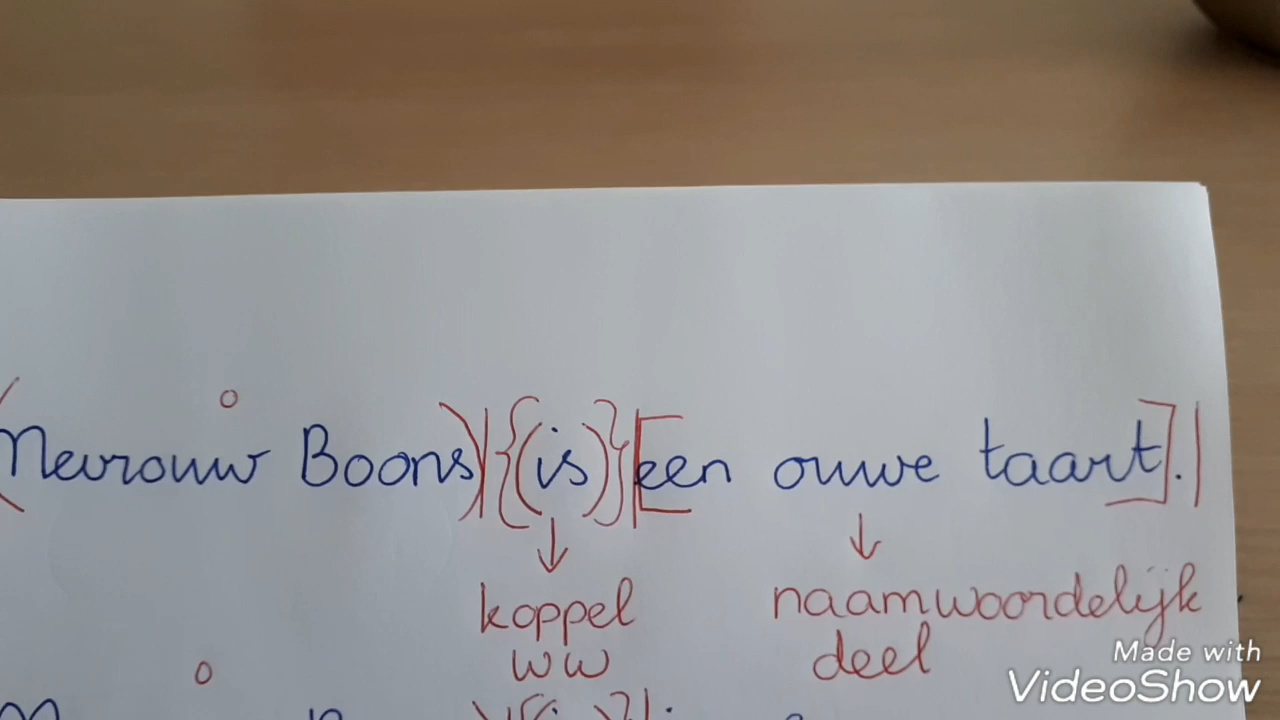 o
(Mevrouw Boons)|{(is)}|[een ouwe taart].|
↓ ↓
koppel naamwoordelijk
ww deel
o
Made with
VideoShow